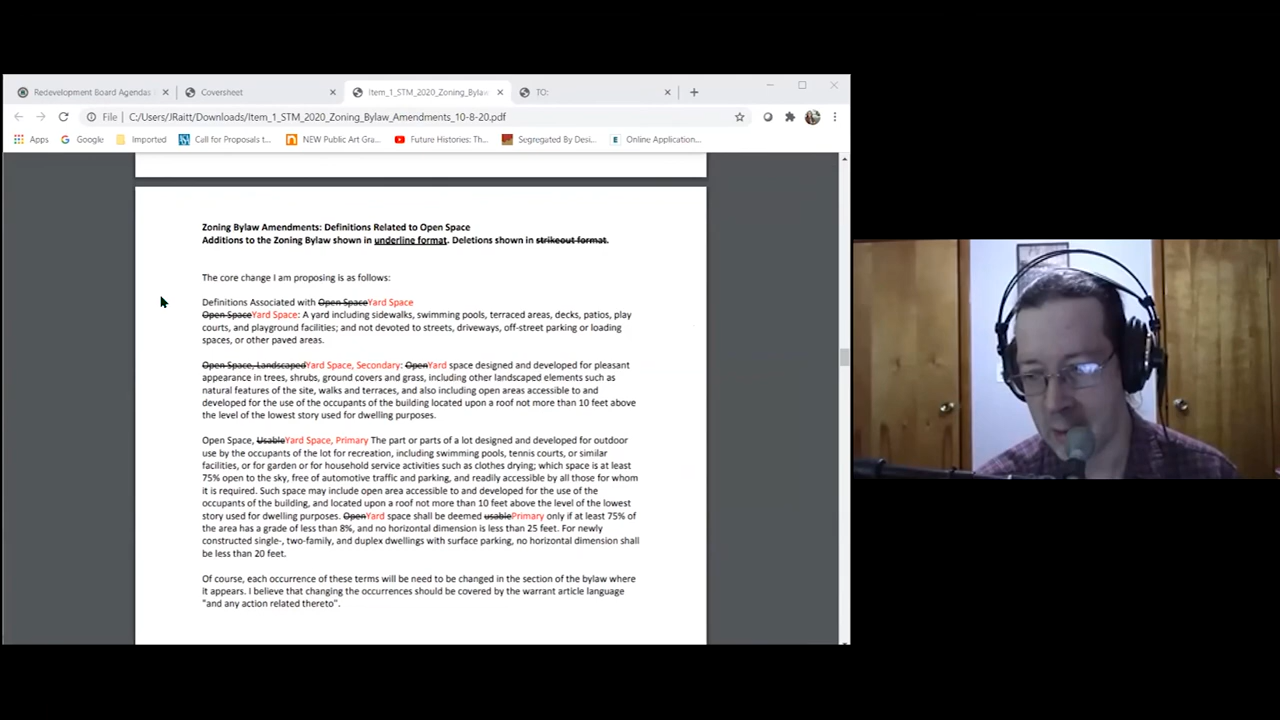 Redevelopment Board Agendas
Coversheet
Item_1_STM_2020_Zoning_Bylaw
TO:
File
C:/Users/JRaitt/Downloads/Item_1_STM_2020_Zoning_Bylaw_Amendments_10-8-20.pdf
Apps
Google
Imported
Call for Proposals t...
NEW Public Art Gra...
Future Histories: Th...
Segregated By Desi...
Online Application...
Zoning Bylaw Amendments: Definitions Related to Open Space
Additions to the Zoning Bylaw shown in underline format. Deletions shown in strikeout format.
The core change I am proposing is as follows:
Definitions Associated with Open SpaceYard Space
Open SpaceYard Space: A yard including sidewalks, swimming pools, terraced areas, decks, patios, play
courts, and playground facilities; and not devoted to streets, driveways, off-street parking or loading
spaces, or other paved areas.
Open Space, LandscapedYard Space, Secondary: OpenYard space designed and developed for pleasant
appearance in trees, shrubs, ground covers and grass, including other landscaped elements such as
natural features of the site, walks and terraces, and also including open areas accessible to and
developed for the use of the occupants of the building located upon a roof not more than 10 feet above
the level of the lowest story used for dwelling purposes.
Open Space, UsableYard Space, Primary The part or parts of a lot designed and developed for outdoor
use by the occupants of the lot for recreation, including swimming pools, tennis courts, or similar
facilities, or for garden or for household service activities such as clothes drying; which space is at least
75% open to the sky, free of automotive traffic and parking, and readily accessible by all those for whom
it is required. Such space may include open area accessible to and developed for the use of the
occupants of the building, and located upon a roof not more than 10 feet above the level of the lowest
story used for dwelling purposes. OpenYard space shall be deemed usablePrimary only if at least 75% of
the area has a grade of less than 8%, and no horizontal dimension is less than 25 feet. For newly
constructed single-, two-family, and duplex dwellings with surface parking, no horizontal dimension shall
be less than 20 feet.
Of course, each occurrence of these terms will be need to be changed in the section of the bylaw where
it appears. I believe that changing the occurrences should be covered by the warrant article language
"and any action related thereto".